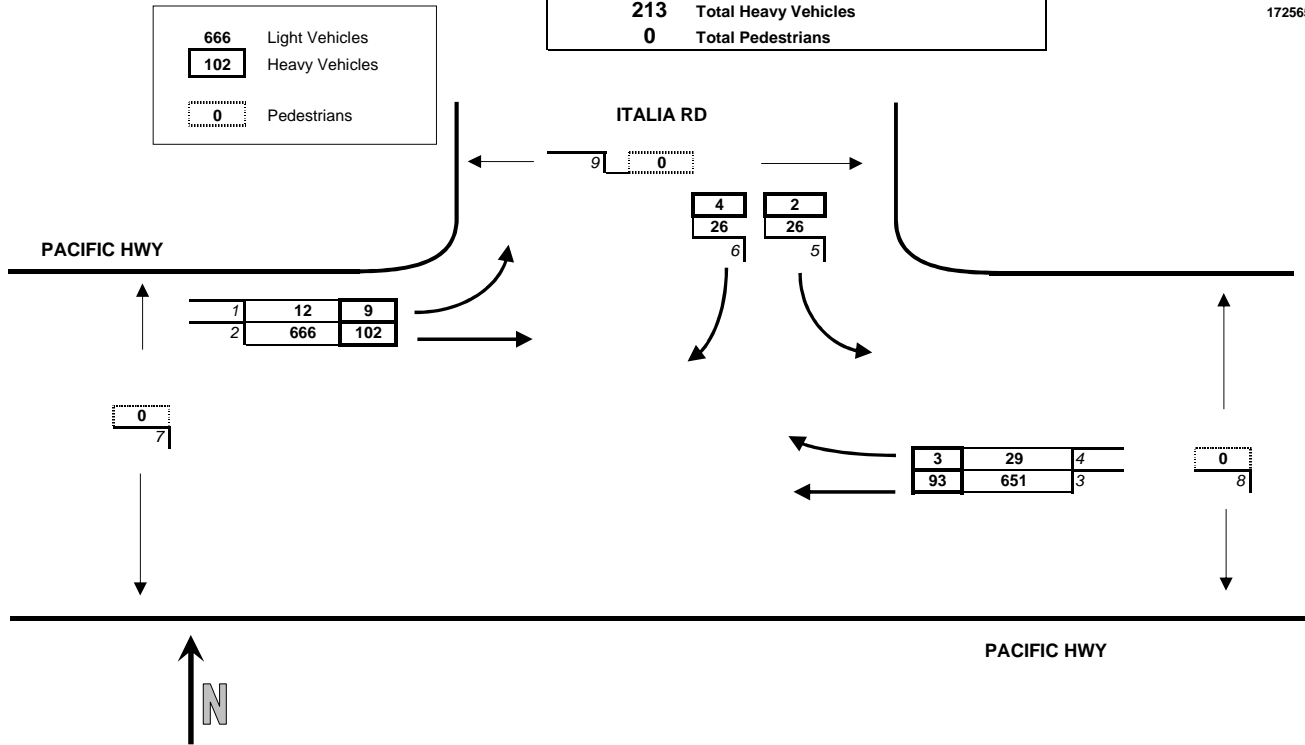 213 Total Heavy Vehicles
0 Total Pedestrians
666 Light Vehicles
102 Heavy Vehicles
0 Pedestrians
ITALIA RD
9 0
4 2
26 26
6 5
PACIFIC HWY
1 12 9
2 666 102
0
7
3 29 4
93 651 3
0
8
PACIFIC HWY
N